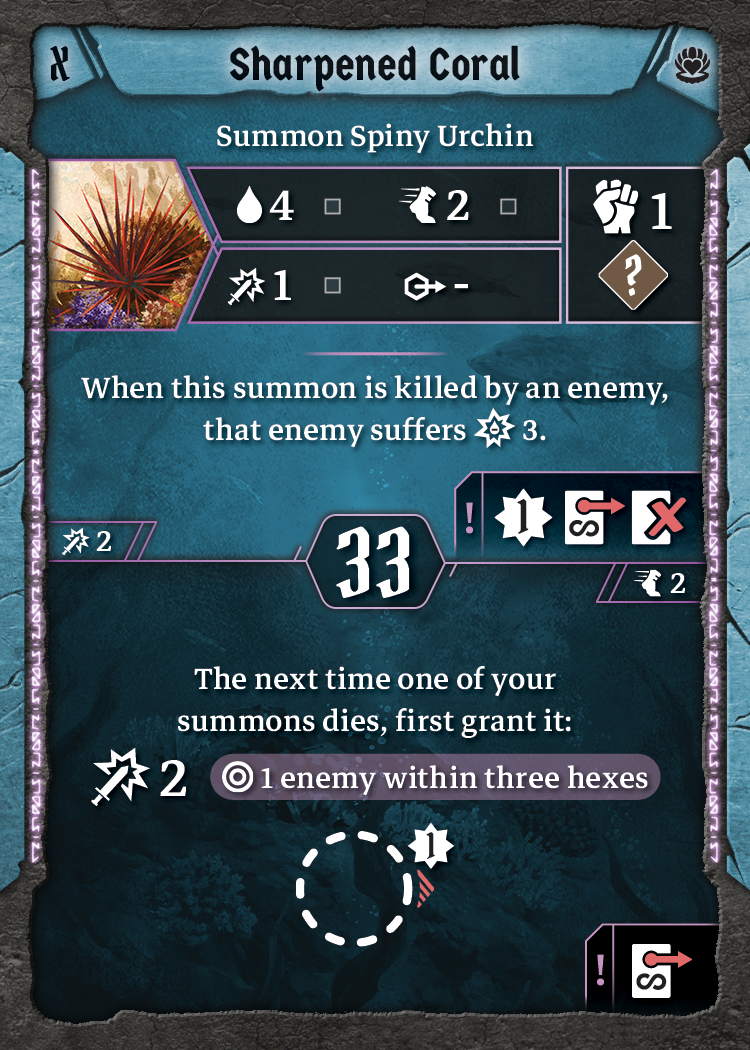 Sharpened Coral
Summon Spiny Urchin
4 2 1
1 - ?
When this summon is killed by an enemy,
that enemy suffers 3.
! 1
2 33 2
The next time one of your
summons dies, first grant it:
2 1 enemy within three hexes
1
!